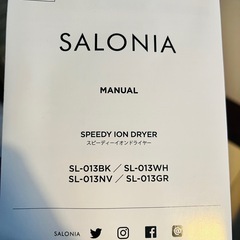 SALONIA
MANUAL
SPEEDY ION DRYER
スピーディーイオンドライヤー
SL-013BK ／ SL-013WH
SL-013NV ／ SL-013GR
SALONIA